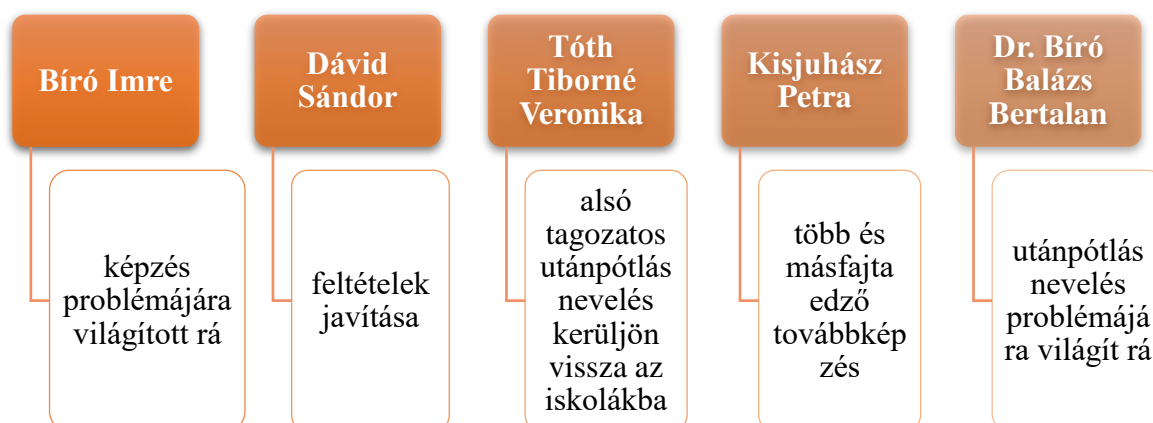 Bíró Imre
képzés
problémájára
világított rá
Dávid
Sándor
feltételek
javítása
Tóth
Tiborné
Veronika
alsó
tagozatos
utánpótlás
nevelés
kerüljön
vissza az
iskolákba
Kisjuhász
Petra
több és
másfajta
edző
továbbkép
zés
Dr. Bíró
Balázs
Bertalan
utánpótlás
nevelés
problémájá
ra világít rá